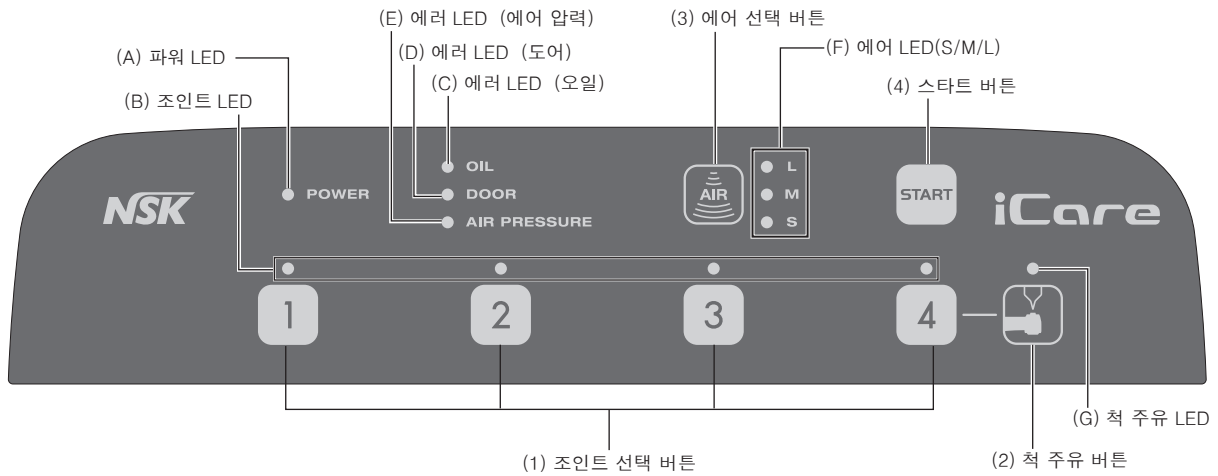 (E) 에러 LED (에어 압력)
(3) 에어 선택 버튼
(D) 에러 LED (도어)
(F) 에어 LED(S/M/L)
(A) 파워 LED
(C) 에러 LED (오일)
(4) 스타트 버튼
(B) 조인트 LED
OIL
L
NSK
POWER
DOOR
AIR
M
START
iCare
AIR PRESSURE
S
1
2
3
4
(G) 척 주유 LED
(1) 조인트 선택 버튼
(2) 척 주유 버튼